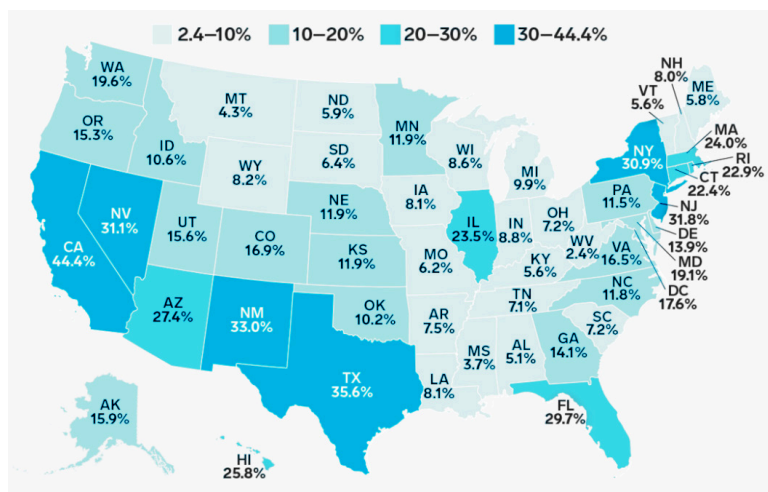 2.4–10% 10–20% 20–30% 30–44.4%
WA
19.6%
OR
15.3%
CA
44.4%
NV
31.1%
ID
10.6%
MT
4.3%
WY
8.2%
UT
15.6%
CO
16.9%
AZ
27.4%
NM
33.0%
ND
5.9%
SD
6.4%
NE
11.9%
KS
11.9%
OK
10.2%
TX
35.6%
MN
11.9%
IA
8.1%
MO
6.2%
AR
7.5%
LA
8.1%
WI
8.6%
IL
23.5%
MI
9.9%
IN
8.8%
OH
7.2%
KY
5.6%
TN
7.1%
MS
3.7%
AL
5.1%
GA
14.1%
FL
29.7%
SC
7.2%
NC
11.8%
VA
16.5%
WV
2.4%
PA
11.5%
NY
30.9%
VT
5.6%
NH
8.0%
ME
5.8%
MA
24.0%
RI
22.9%
CT
22.4%
NJ
31.8%
DE
13.9%
MD
19.1%
DC
17.6%
AK
15.9%
HI
25.8%